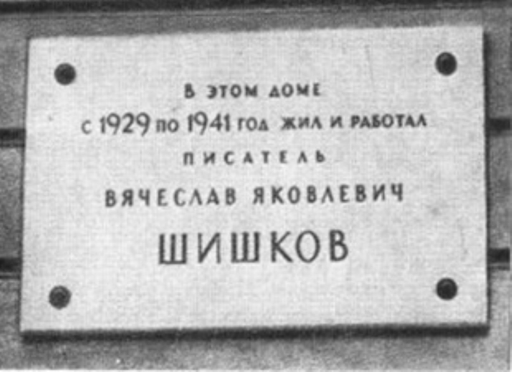 В ЭТОМ ДОМЕ
С 1929 ПО 1941 ГОД ЖИЛ И РАБОТАЛ
ПИСАТЕЛЬ
ВЯЧЕСЛАВ ЯКОВЛЕВИЧ
ШИШКОВ